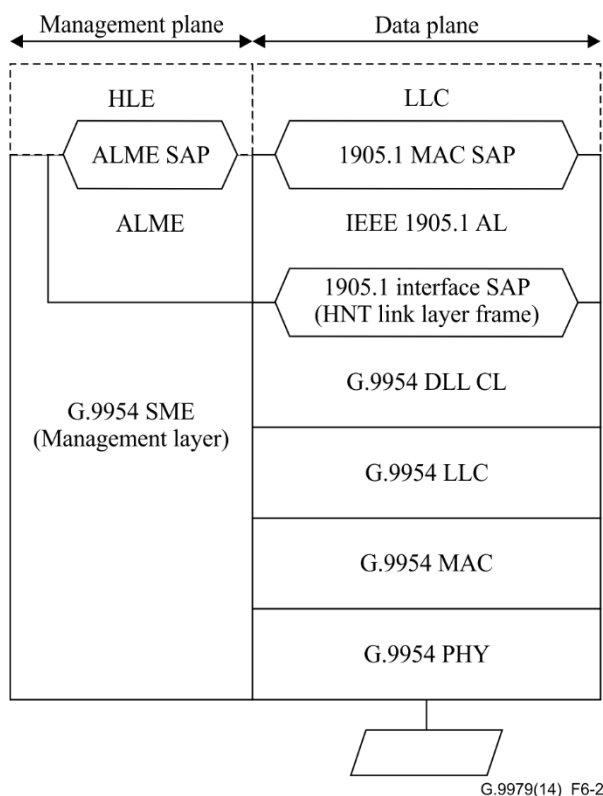 Management plane
Data plane
HLE
LLC
ALME SAP
1905.1 MAC SAP
ALME
IEEE 1905.1 AL
1905.1 interface SAP
(HNT link layer frame)
G.9954 DLL CL
G.9954 SME
(Management layer)
G.9954 LLC
G.9954 MAC
G.9954 PHY
G.9979(14)_F6-2